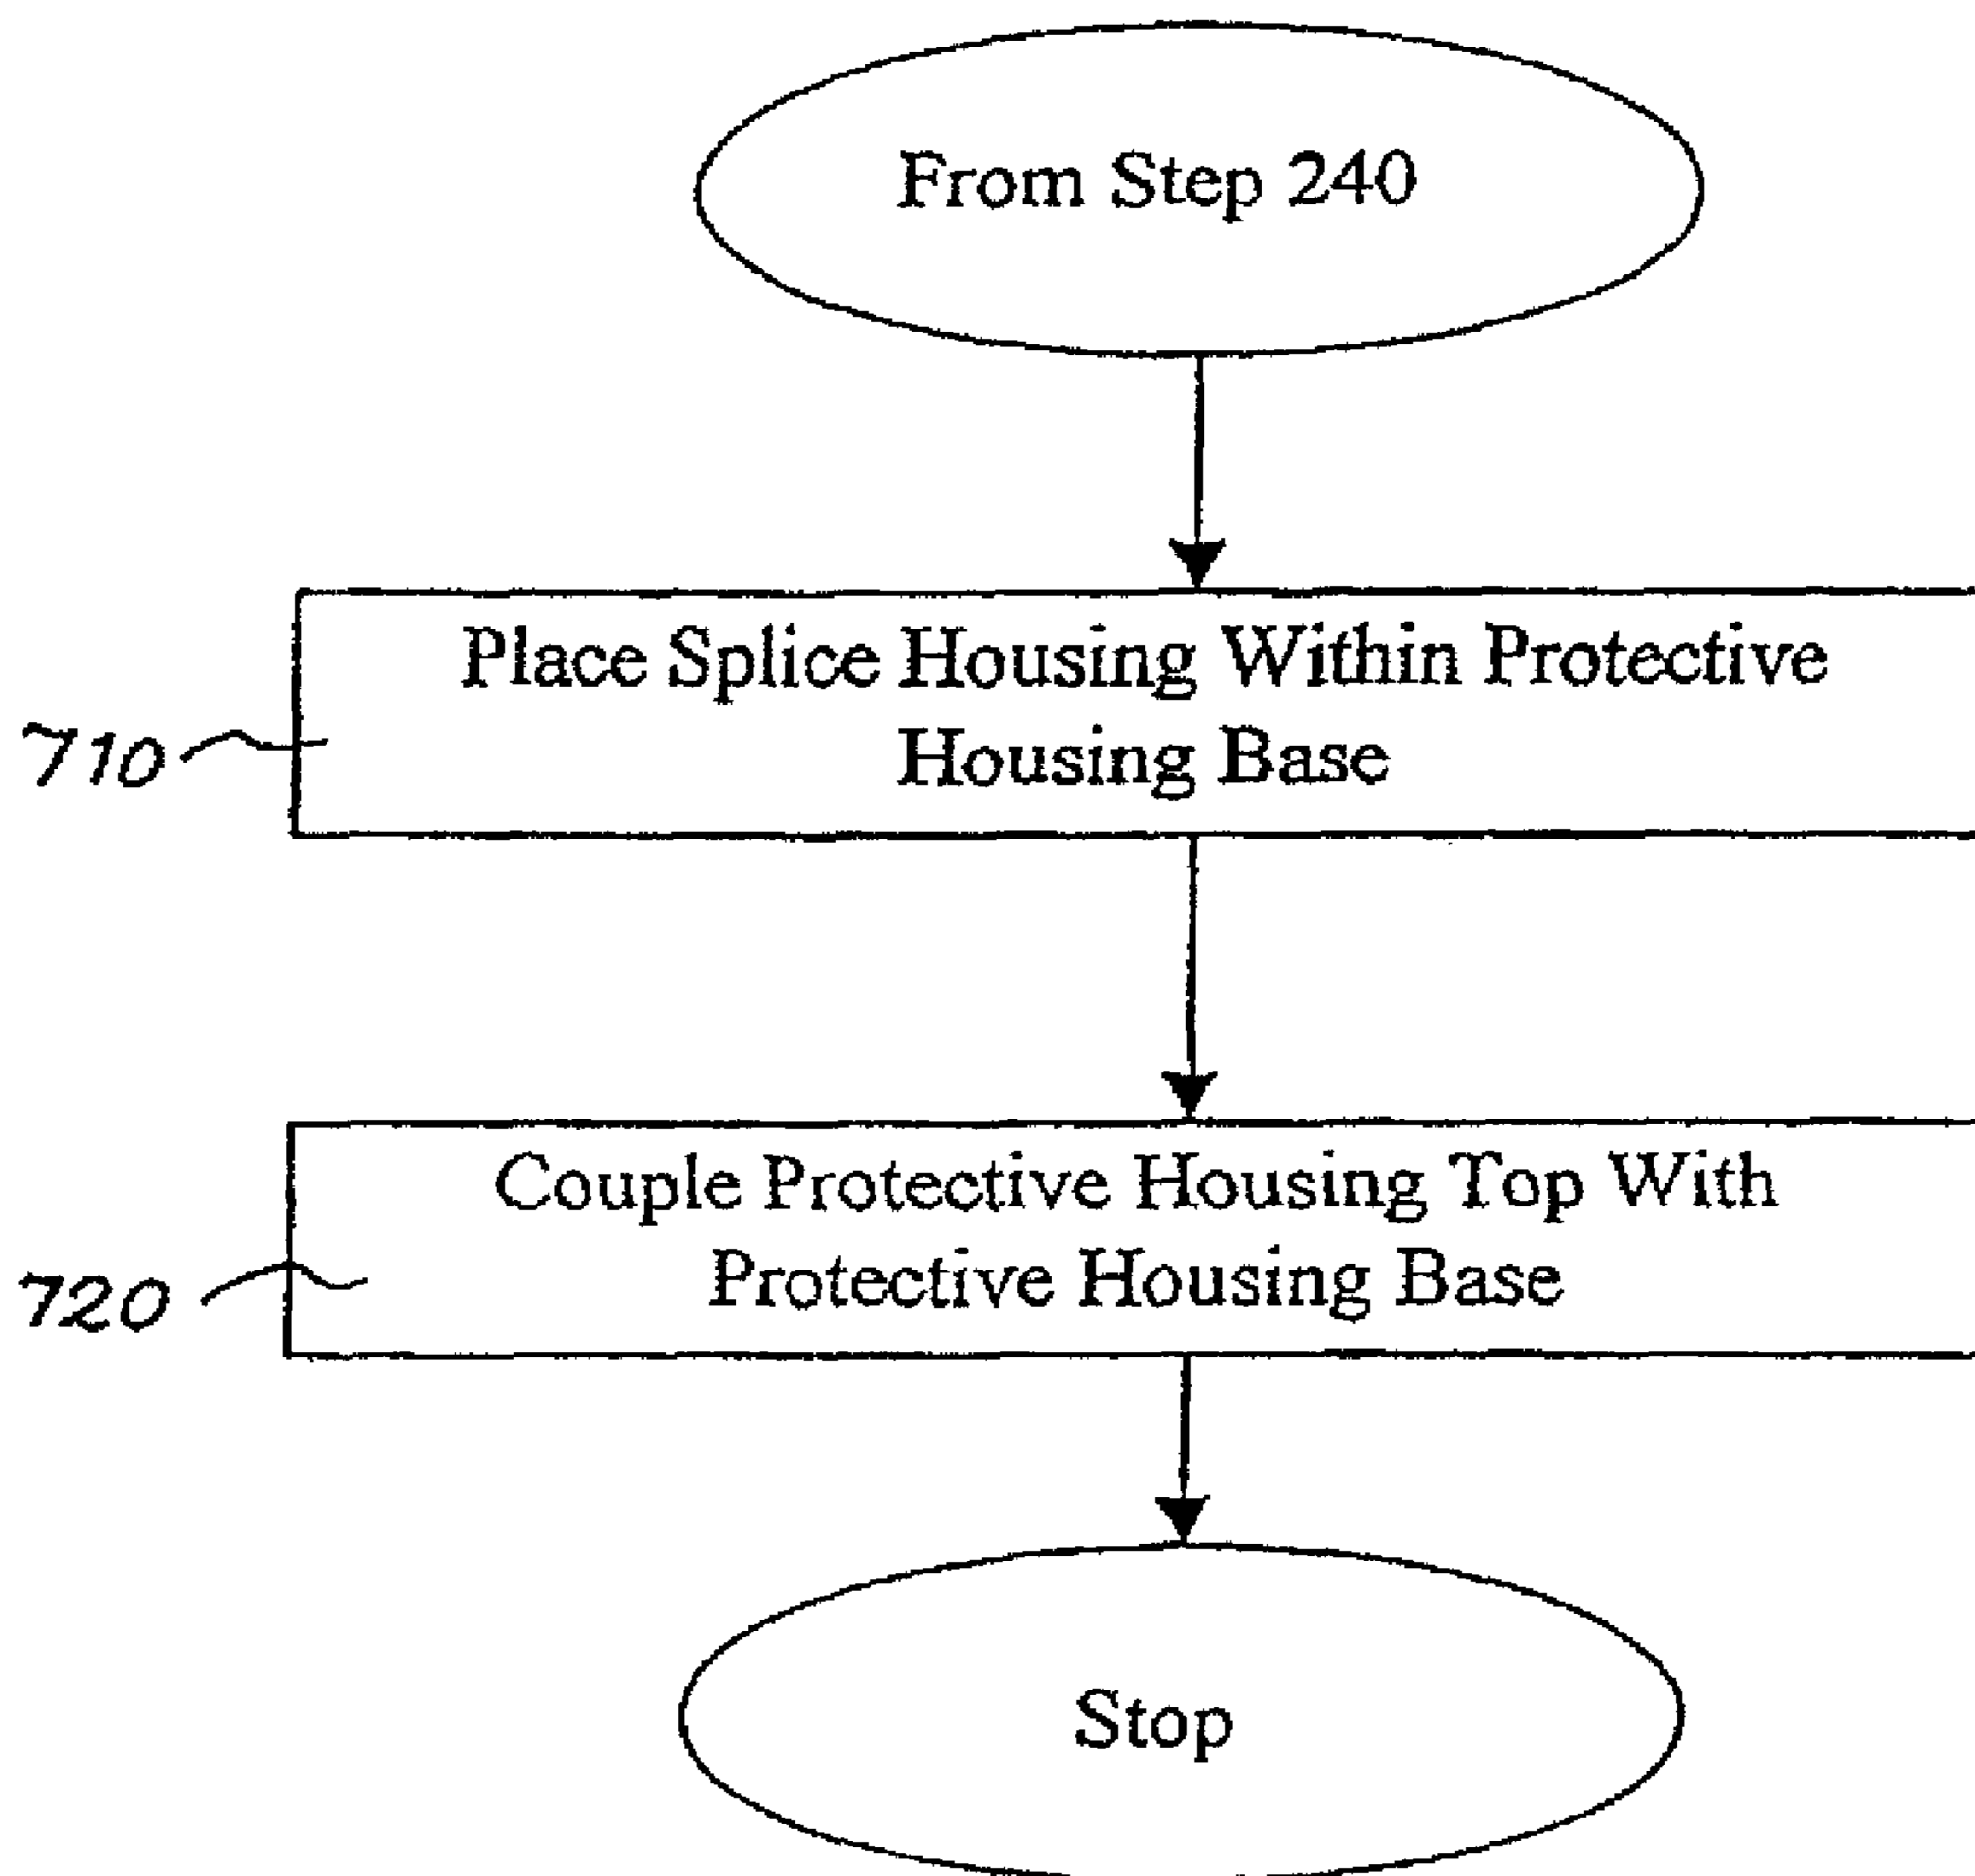 From Step 240
Place Splice Housing Within Protective
Housing Base
710
Couple Protective Housing Top With
Protective Housing Base
720
Stop